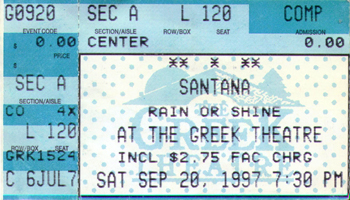 G0920 SEC A L 120 COMP
EVENT CODE SECTION/AISLE ROW/BOX SEAT ADMISSION
0.00 CENTER 0.00
PRICE
SEC A ** * **
SECTION/AISLE SANTANA
CO 4X RAIN OR SHINE
ROW/BOX SEAT
L 120 AT THE GREEK THEATRE
GRK1524 INCL $2.75 FAC CHRG
C 6JUL7 SAT SEP 20, 1997 7:30 PM